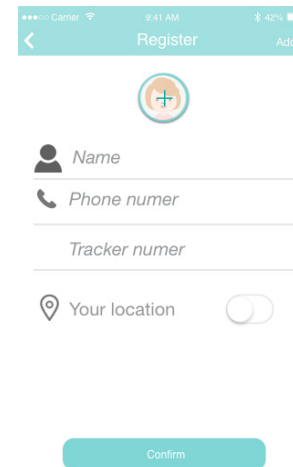 Carrier 9:41 AM 42%
Register Add
Name
Phone numer
Tracker numer
Your location
Confirm